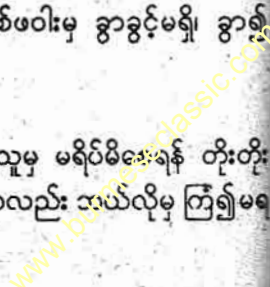 စ်ဖဝါးမှ ခွာခွင့်မရှိ၊ ခွာ၍
သူမှ မရိပ်မိစေရန် တိုးတိုး
လည်း ဘယ်လိုမှ ကြံ၍မရ
www.burmeseclassic.com